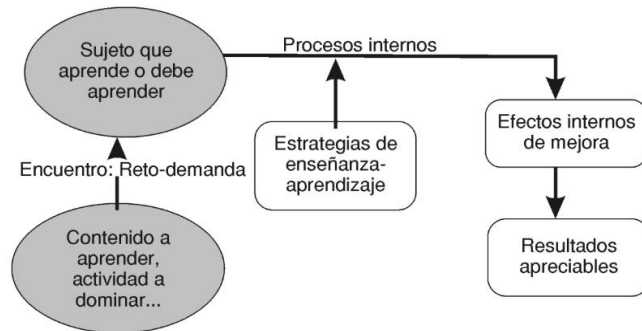 Sujeto que
aprende o debe
aprender
Procesos internos
Estrategias de
enseñanza-
aprendizaje
Efectos internos
de mejora
Encuentro: Reto-demanda
Contenido a
aprender,
actividad a
dominar...
Resultados
apreciables